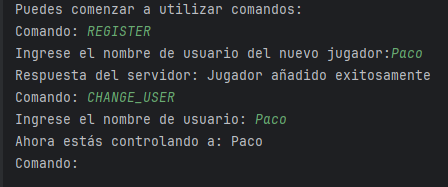 Puedes comenzar a utilizar comandos:
Comando: REGISTER
Ingrese el nombre de usuario del nuevo jugador:Paco
Respuesta del servidor: Jugador añadido exitosamente
Comando: CHANGE_USER
Ingrese el nombre de usuario: Paco
Ahora estás controlando a: Paco
Comando: